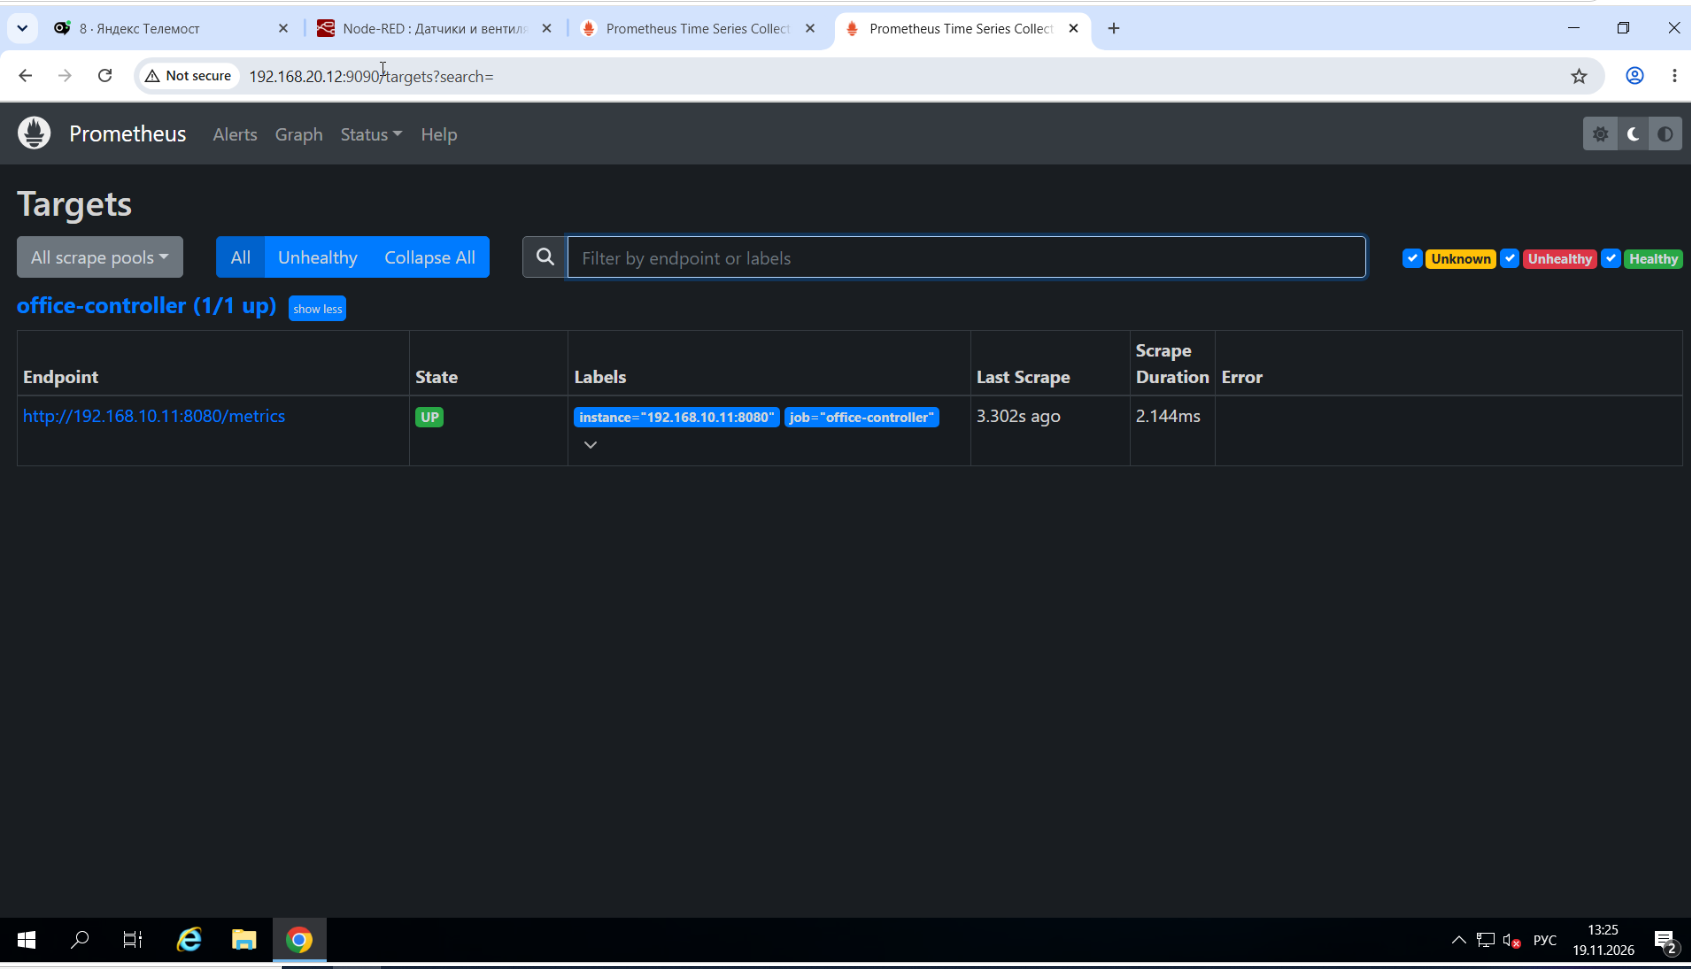 8 · Яндекс Телемост
Node-RED : Датчики и вентиля
Prometheus Time Series Collect
Prometheus Time Series Collect
Not secure
192.168.20.12:9090/targets?search=
Prometheus
Alerts
Graph
Status
Help
Targets
All scrape pools
All
Unhealthy
Collapse All
Filter by endpoint or labels
Unknown
Unhealthy
Healthy
office-controller (1/1 up)
show less
Endpoint
State
Labels
Last Scrape
Scrape Duration
Error
http://192.168.10.11:8080/metrics
UP
instance="192.168.10.11:8080"
job="office-controller"
3.302s ago
2.144ms
РУС
13:25
19.11.2026
2